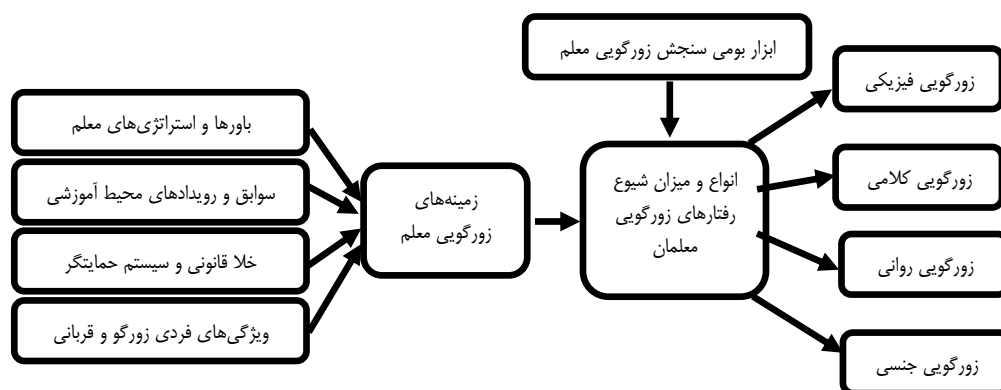 ابزار بومی سنجش زورگویی معلم
باورها و استراتژی‌های معلم
سوابق و رویدادهای محیط آموزشی
خلا قانونی و سیستم حمایتگر
ویژگی‌های فردی زورگو و قربانی
زمینه‌های
زورگویی معلم
انواع و میزان شیوع
رفتارهای زورگویی
معلمان
زورگویی فیزیکی
زورگویی کلامی
زورگویی روانی
زورگویی جنسی